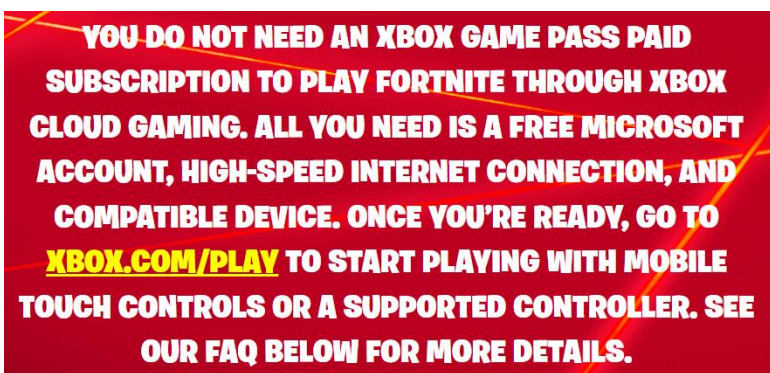 YOU DO NOT NEED AN XBOX GAME PASS PAID
SUBSCRIPTION TO PLAY FORTNITE THROUGH XBOX
CLOUD GAMING. ALL YOU NEED IS A FREE MICROSOFT
ACCOUNT, HIGH-SPEED INTERNET CONNECTION, AND
COMPATIBLE DEVICE. ONCE YOU’RE READY, GO TO
XBOX.COM/PLAY TO START PLAYING WITH MOBILE
TOUCH CONTROLS OR A SUPPORTED CONTROLLER. SEE
OUR FAQ BELOW FOR MORE DETAILS.